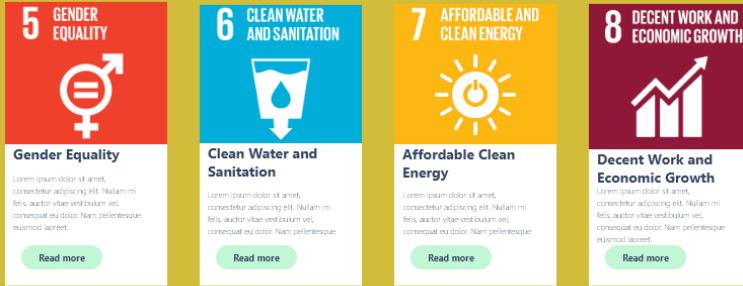 5 GENDER
EQUALITY
Gender Equality
Lorem ipsum dolor sit amet,
consectetur adipiscing elit. Nullam mi
felis, auctor vitae vestibulum vel,
consequat eu dolor. Nam pellentesque
euismod laoreet.
Read more
6 CLEAN WATER
AND SANITATION
Clean Water and
Sanitation
Lorem ipsum dolor sit amet,
consectetur adipiscing elit. Nullam mi
felis, auctor vitae vestibulum vel,
consequat eu dolor. Nam pellentesque
Read more
7 AFFORDABLE AND
CLEAN ENERGY
Affordable Clean
Energy
Lorem ipsum dolor sit amet,
consectetur adipiscing elit. Nullam mi
felis, auctor vitae vestibulum vel,
consequat eu dolor. Nam pellentesque
Read more
8 DECENT WORK AND
ECONOMIC GROWTH
Decent Work and
Economic Growth
Lorem ipsum dolor sit amet,
consectetur adipiscing elit. Nullam mi
felis, auctor vitae vestibulum vel,
consequat eu dolor. Nam pellentesque
euismod laoreet.
Read more